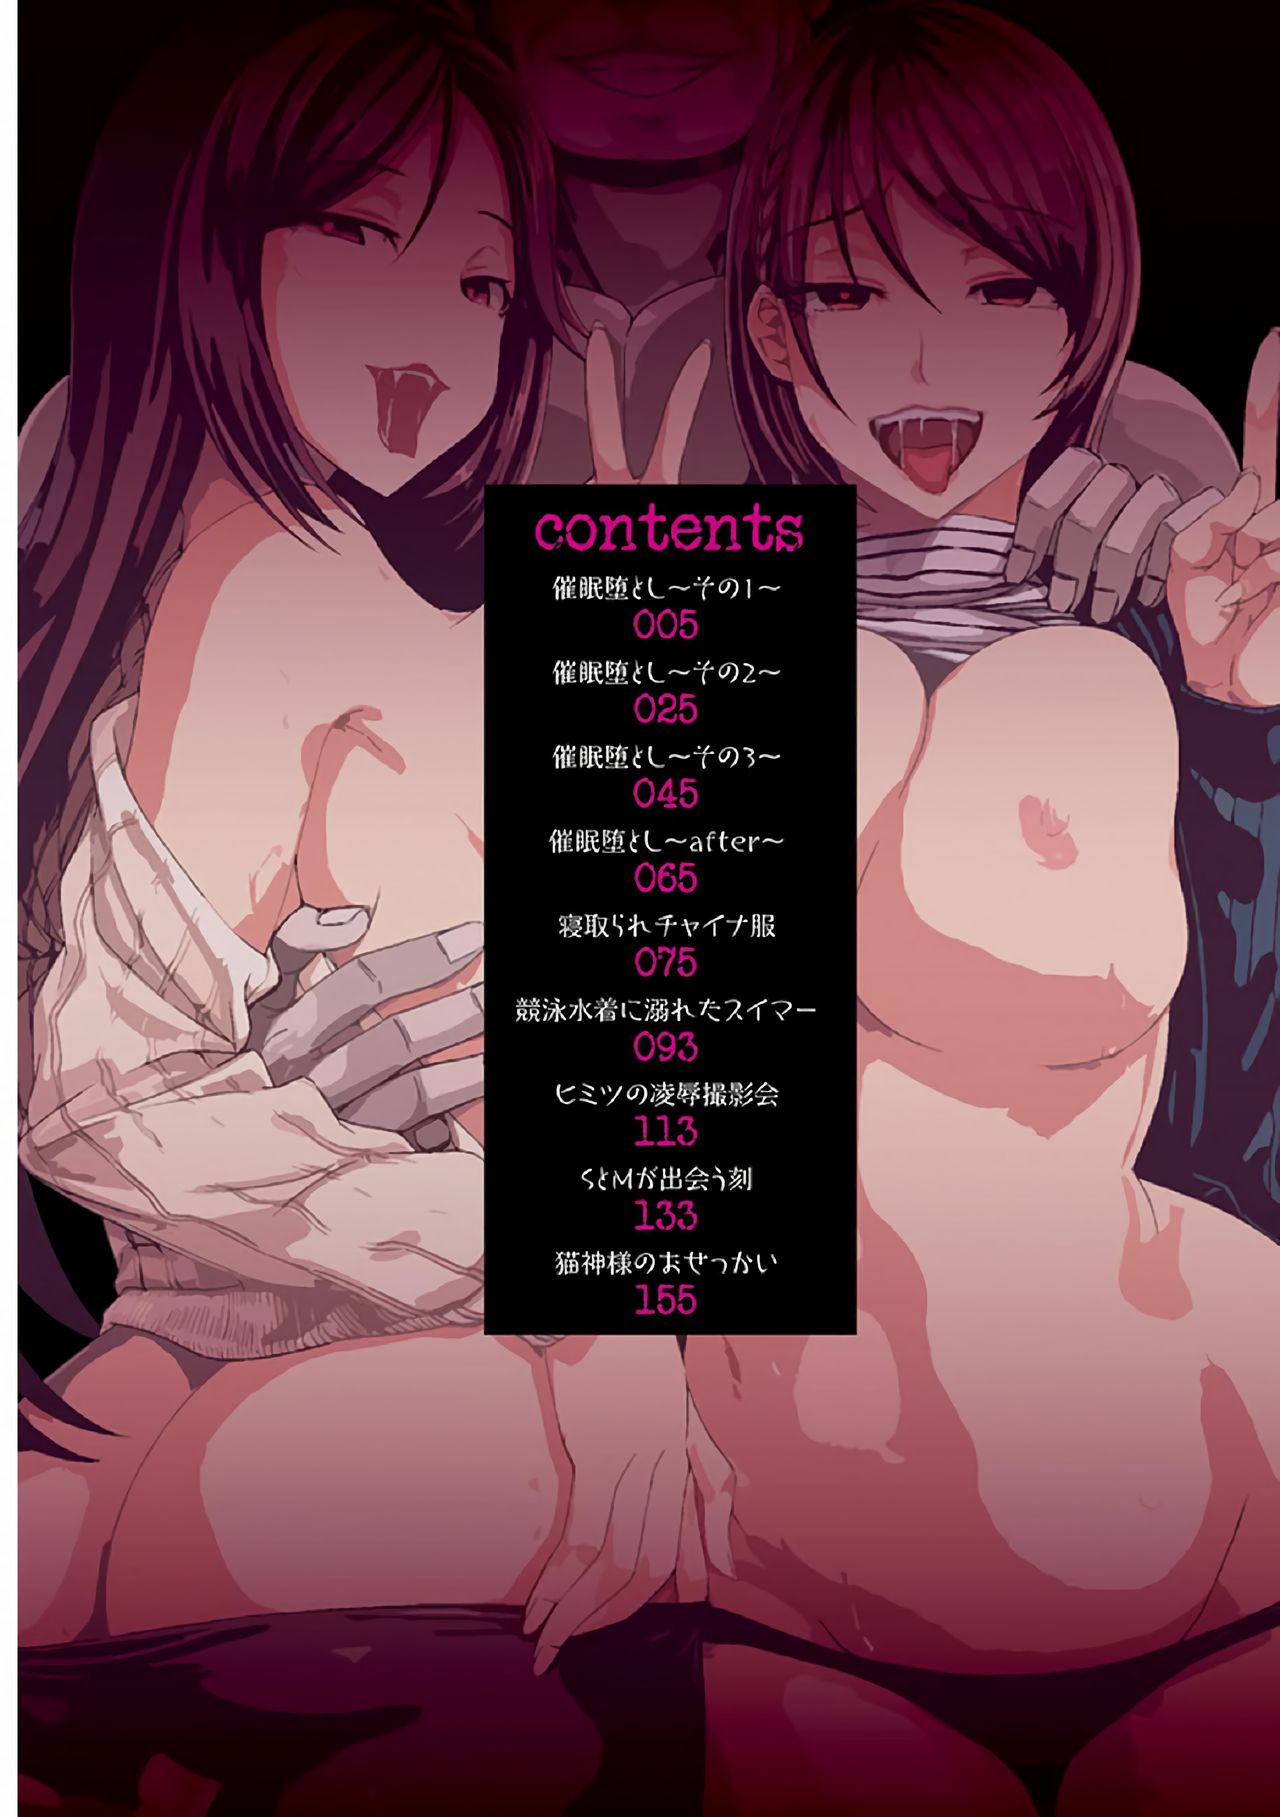 contents
催眠堕とし～その1～
005
催眠堕とし～その2～
025
催眠堕とし～その3～
045
催眠堕とし～after～
065
寝取られチャイナ服
075
競泳水着に溺れたスイマー
093
ヒミツの凌辱撮影会
113
SとMが出会う刻
133
猫神様のおせっかい
155